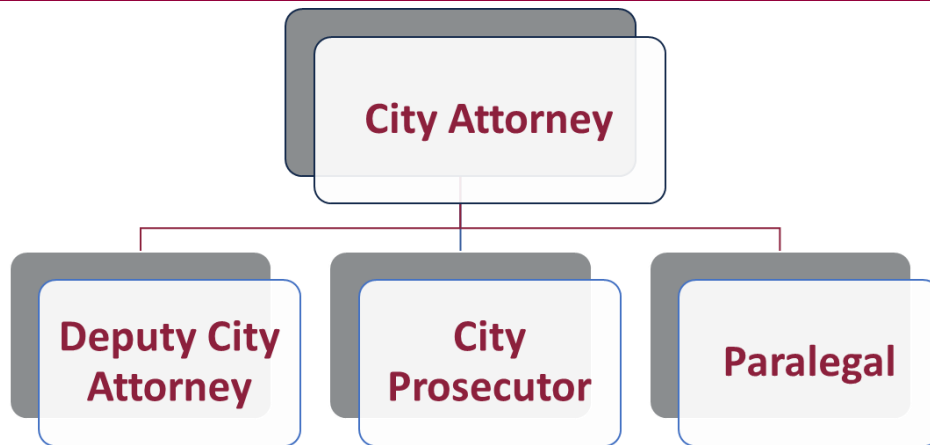 City Attorney
Deputy City
Attorney
City
Prosecutor
Paralegal